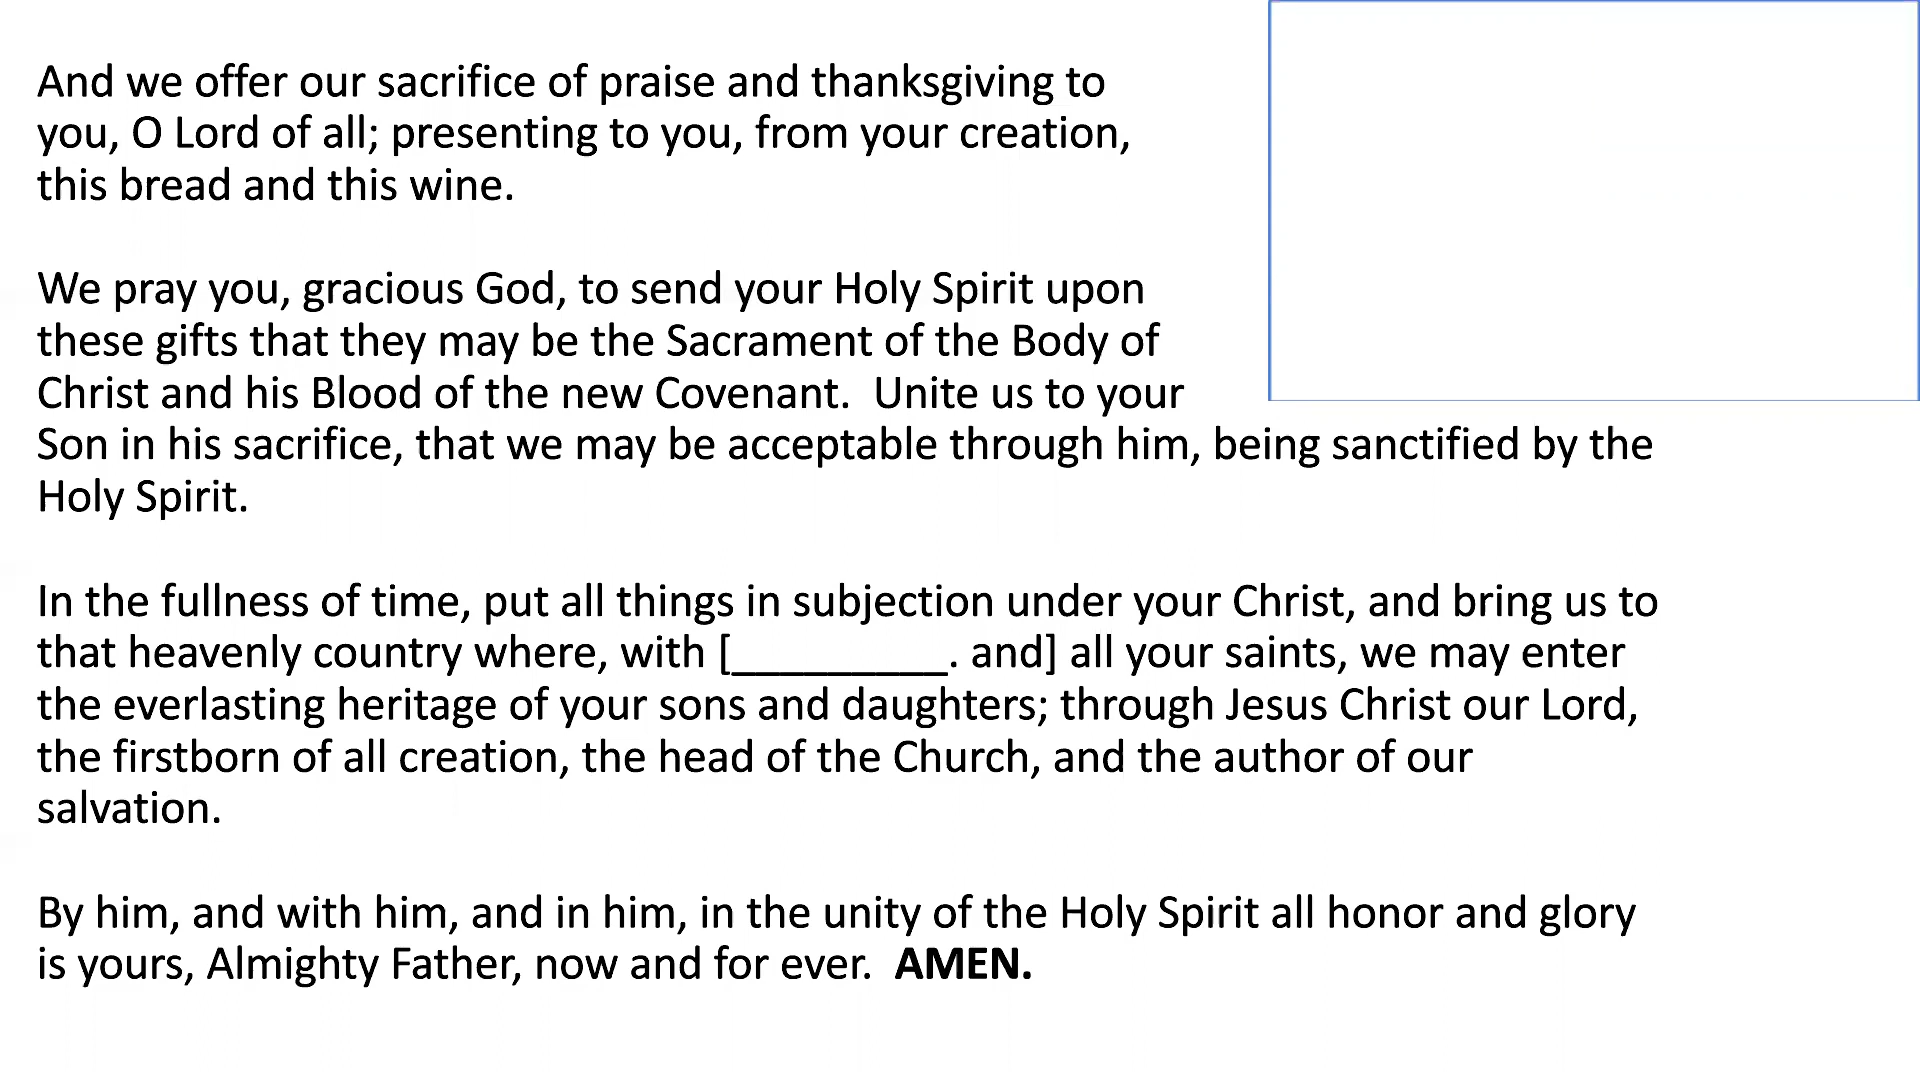 And we offer our sacrifice of praise and thanksgiving to
you, O Lord of all; presenting to you, from your creation,
this bread and this wine.
We pray you, gracious God, to send your Holy Spirit upon
these gifts that they may be the Sacrament of the Body of
Christ and his Blood of the new Covenant.  Unite us to your
Son in his sacrifice, that we may be acceptable through him, being sanctified by the
Holy Spirit.
In the fullness of time, put all things in subjection under your Christ, and bring us to
that heavenly country where, with [_________. and] all your saints, we may enter
the everlasting heritage of your sons and daughters; through Jesus Christ our Lord,
the firstborn of all creation, the head of the Church, and the author of our
salvation.
By him, and with him, and in him, in the unity of the Holy Spirit all honor and glory
is yours, Almighty Father, now and for ever.  AMEN.